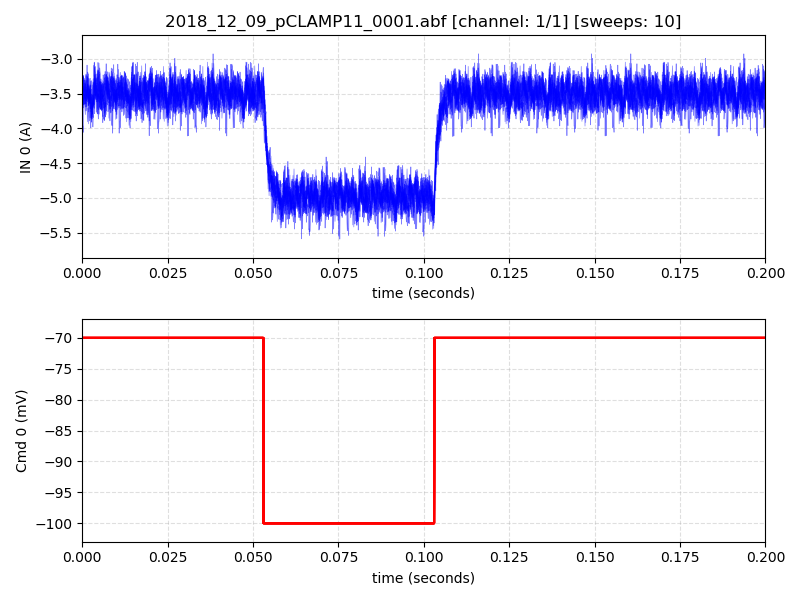 2018_12_09_pCLAMP11_0001.abf [channel: 1/1] [sweeps: 10]
IN 0 (A)
−3.0
−3.5
−4.0
−4.5
−5.0
−5.5
0.000 0.025 0.050 0.075 0.100 0.125 0.150 0.175 0.200
time (seconds)
Cmd 0 (mV)
−70
−75
−80
−85
−90
−95
−100
0.000 0.025 0.050 0.075 0.100 0.125 0.150 0.175 0.200
time (seconds)